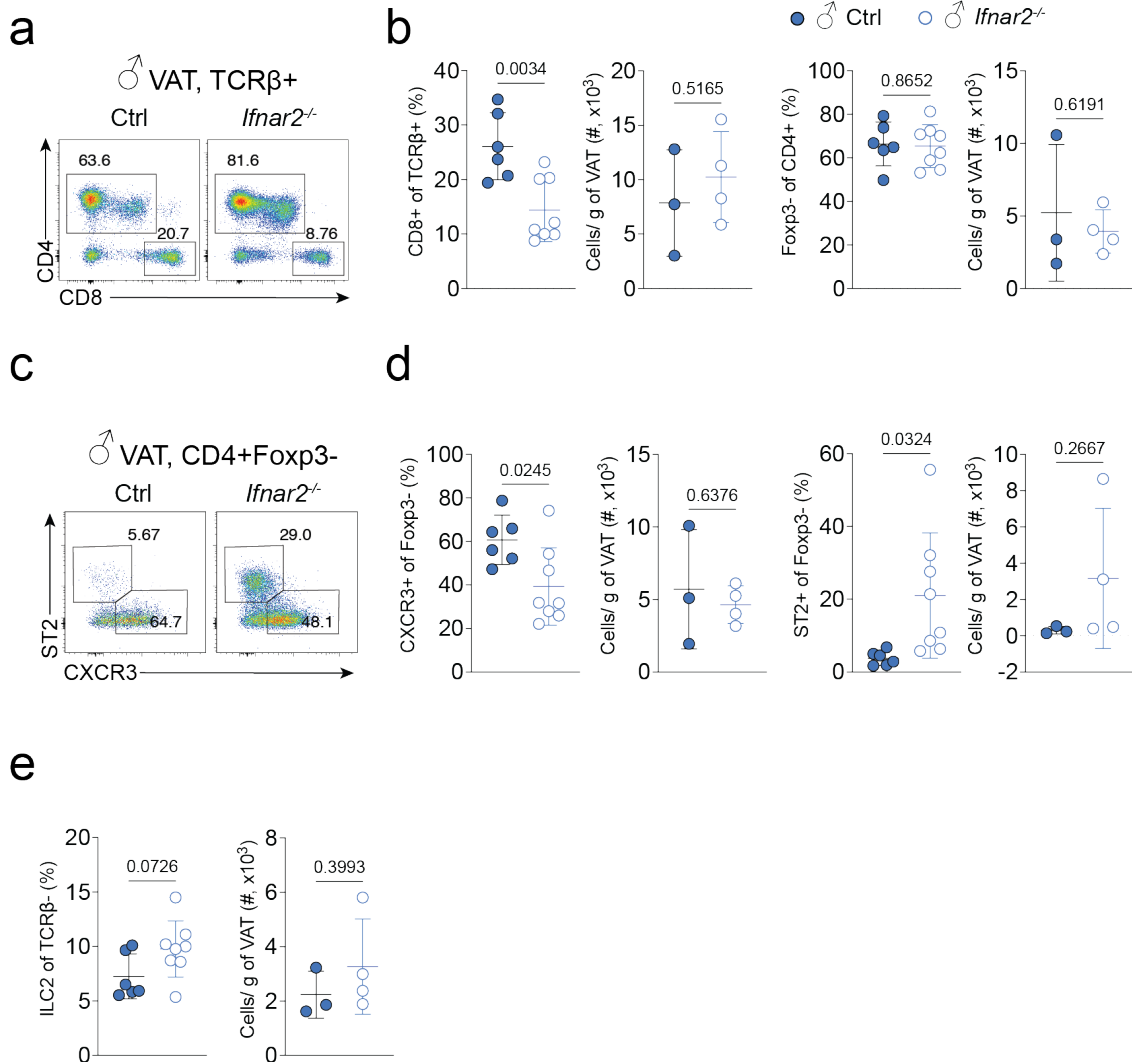 a
♂ VAT, TCRβ+
Ctrl
Ifnar2-/-
63.6
20.7
81.6
8.76
CD4
CD8
b
♂ Ctrl
♂ Ifnar2-/-
CD8+ of TCRβ+ (%)
40
30
20
10
0
0.0034
Cells/ g of VAT (#, x10³)
20
15
10
5
0
0.5165
Foxp3- of CD4+ (%)
100
80
60
40
20
0
0.8652
Cells/ g of VAT (#, x10³)
15
10
5
0
0.6191
c
♂ VAT, CD4+Foxp3-
Ctrl
Ifnar2-/-
5.67
64.7
29.0
48.1
ST2
CXCR3
d
CXCR3+ of Foxp3- (%)
100
80
60
40
20
0
0.0245
Cells/ g of VAT (#, x10³)
15
10
5
0
0.6376
ST2+ of Foxp3- (%)
60
40
20
0
0.0324
Cells/ g of VAT (#, x10³)
10
8
6
4
2
0
-2
0.2667
e
ILC2 of TCRβ- (%)
20
15
10
5
0
0.0726
Cells/ g of VAT (#, x10³)
8
6
4
2
0
0.3993